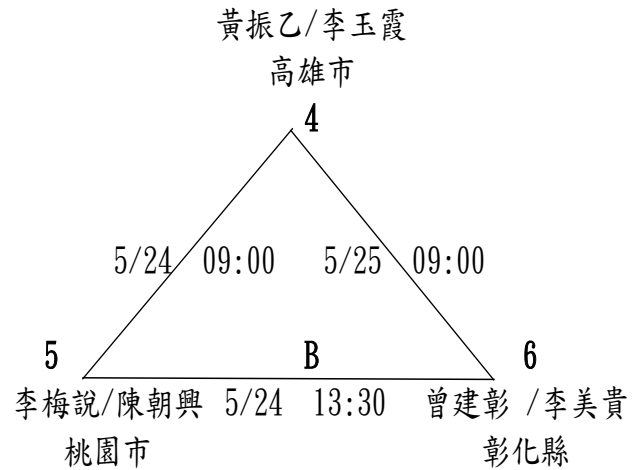 黃振乙/李玉霞
高雄市
4
5/24 09:00 5/25 09:00
5 B 6
李梅說/陳朝興 5/24 13:30 曾建彰 /李美貴
桃園市 彰化縣